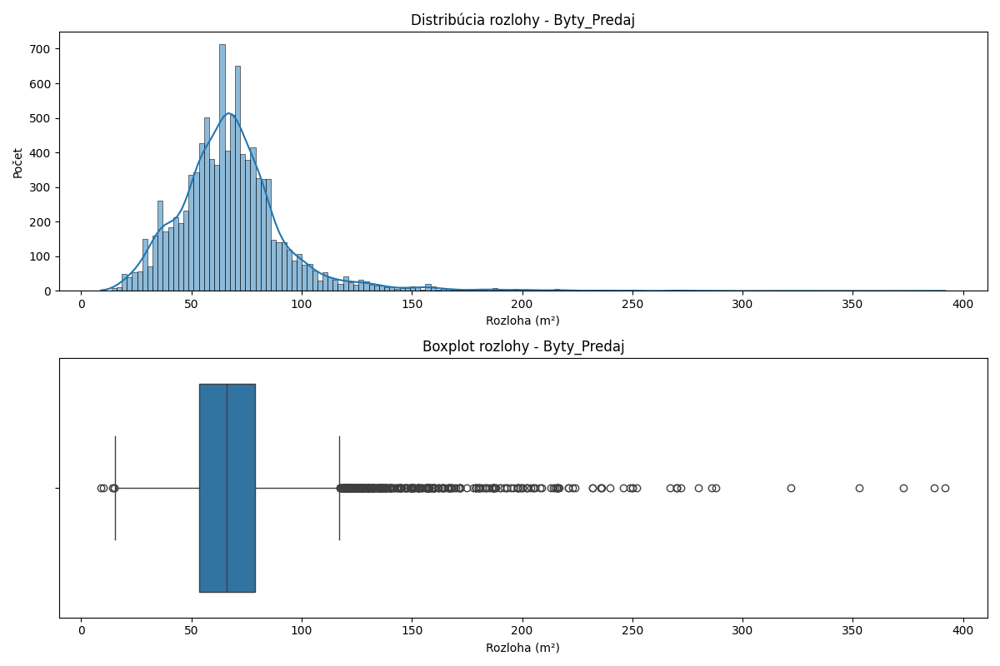 Distribúcia rozlohy - Byty_Predaj
Počet
700
600
500
400
300
200
100
0
0 50 100 150 200 250 300 350 400
Rozloha (m²)
Boxplot rozlohy - Byty_Predaj
0 50 100 150 200 250 300 350 400
Rozloha (m²)